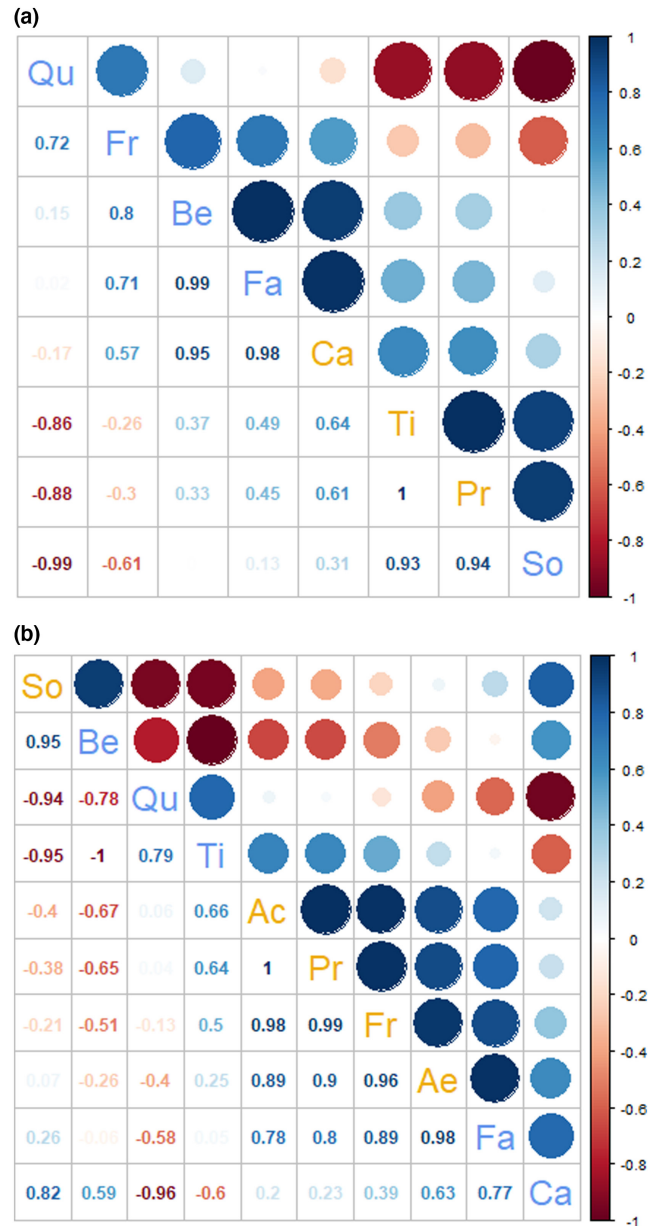 (a)
Qu
0.72 Fr
0.15 0.8 Be
0.02 0.71 0.99 Fa
-0.17 0.57 0.95 0.98 Ca
-0.86 -0.26 0.37 0.49 0.64 Ti
-0.88 -0.3 0.33 0.45 0.61 1 Pr
-0.99 -0.61 0.13 0.31 0.93 0.94 So
1
0.8
0.6
0.4
0.2
0
-0.2
-0.4
-0.6
-0.8
-1
(b)
So
0.95 Be
-0.94 -0.78 Qu
-0.95 -1 0.79 Ti
-0.4 -0.67 0.06 0.66 Ac
-0.38 -0.65 0.04 0.64 1 Pr
-0.21 -0.51 -0.13 0.5 0.98 0.99 Fr
0.07 -0.26 -0.4 0.25 0.89 0.9 0.96 Ae
0.26 -0.06 -0.58 0.05 0.78 0.8 0.89 0.98 Fa
0.82 0.59 -0.96 -0.6 0.2 0.23 0.39 0.63 0.77 Ca
1
0.8
0.6
0.4
0.2
0
-0.2
-0.4
-0.6
-0.8
-1